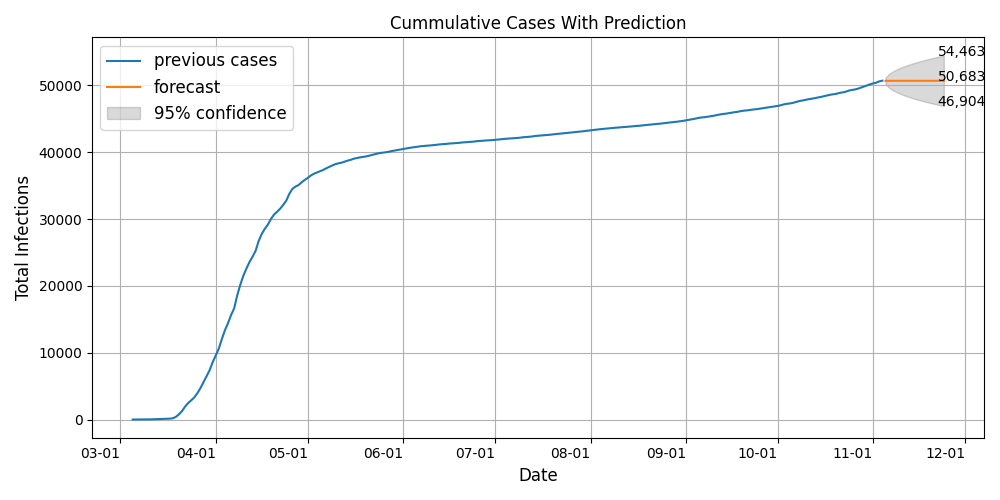 Cummulative Cases With Prediction
previous cases
forecast
95% confidence
54,463
50,683
46,904
50000
40000
30000
20000
10000
0
Total Infections
03-01 04-01 05-01 06-01 07-01 08-01 09-01 10-01 11-01 12-01
Date